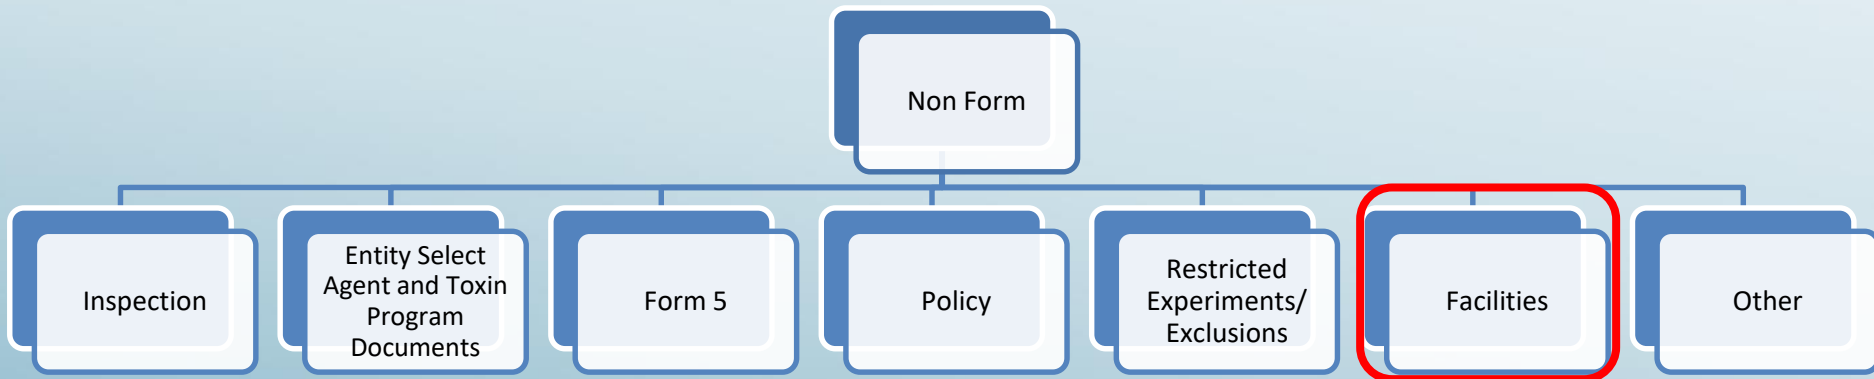 Non Form
Inspection
Entity Select
Agent and Toxin
Program
Documents
Form 5
Policy
Restricted
Experiments/
Exclusions
Facilities
Other